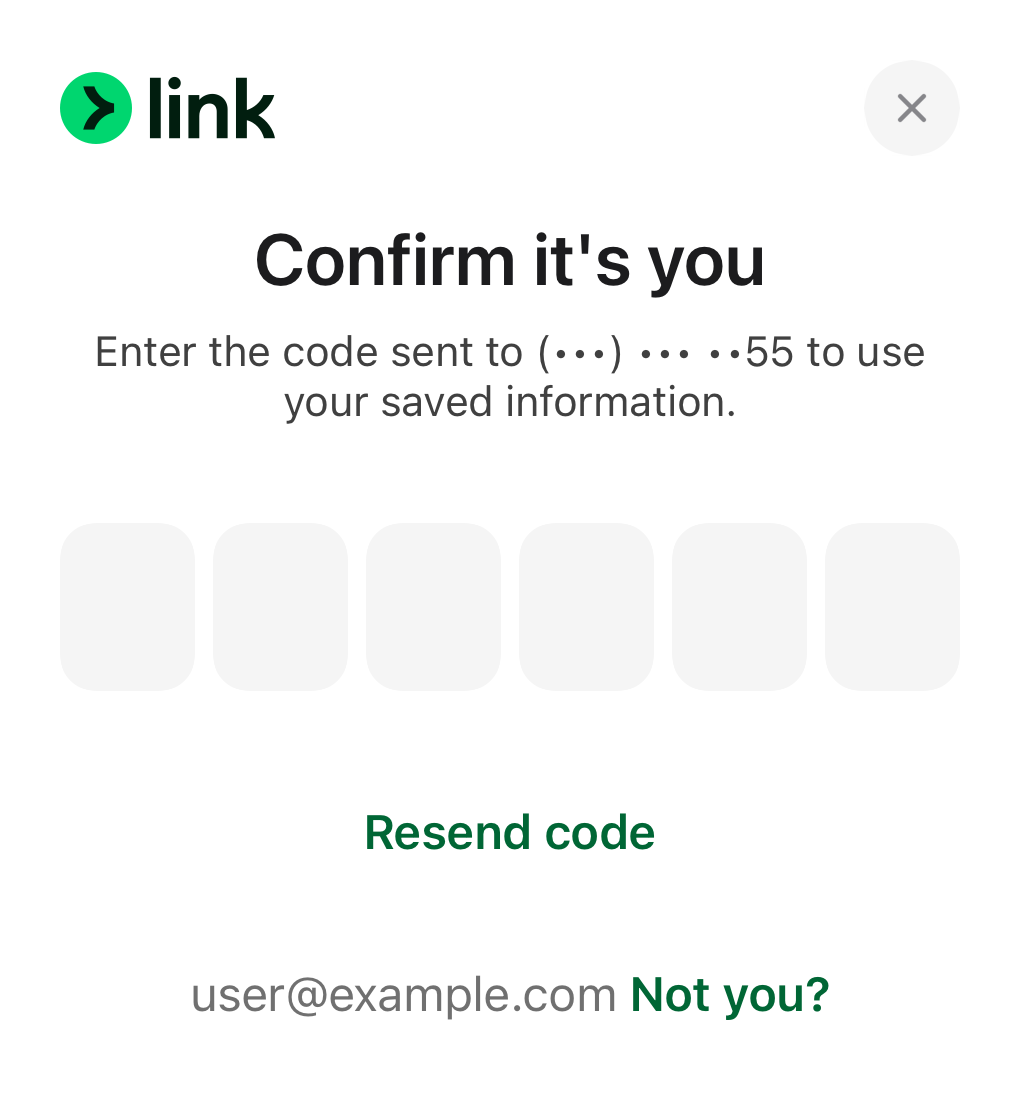 link
Confirm it's you
Enter the code sent to (•••) ••• ••55 to use
your saved information.
Resend code
user@example.com Not you?